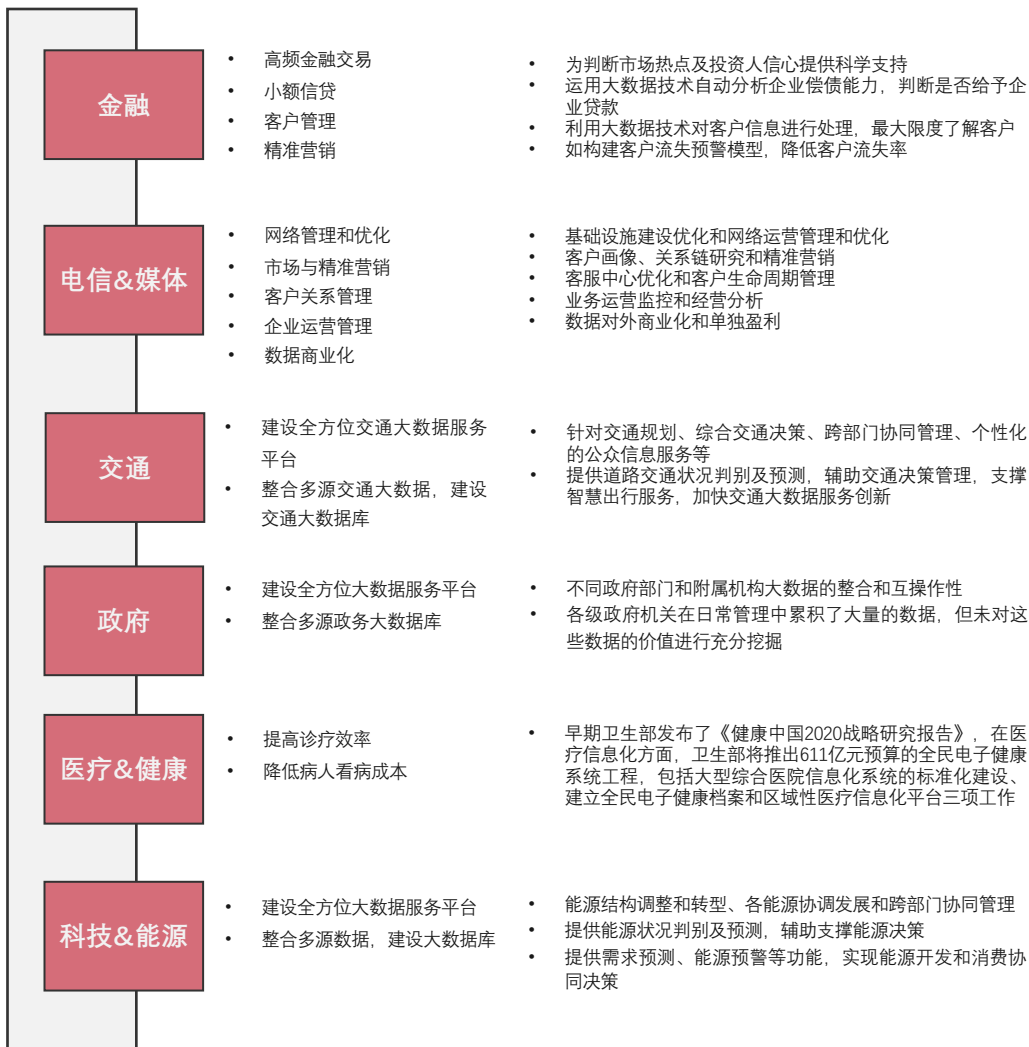 金融
• 高频金融交易
• 小额信贷
• 客户管理
• 精准营销
• 为判断市场热点及投资人信心提供科学支持
• 运用大数据技术自动分析企业偿债能力，判断是否给予企
业贷款
• 利用大数据技术对客户信息进行处理，最大限度了解客户
• 如构建客户流失预警模型，降低客户流失率
电信&媒体
• 网络管理和优化
• 市场与精准营销
• 客户关系管理
• 企业运营管理
• 数据商业化
• 基础设施建设优化和网络运营管理和优化
• 客户画像、关系链研究和精准营销
• 客服中心优化和客户生命周期管理
• 业务运营监控和经营分析
• 数据对外商业化和单独盈利
交通
• 建设全方位交通大数据服务
平台
• 整合多源交通大数据，建设
交通大数据库
• 针对交通规划、综合交通决策、跨部门协同管理、个性化
的公众信息服务等
• 提供道路交通状况判别及预测，辅助交通决策管理，支撑
智慧出行服务，加快交通大数据服务创新
政府
• 建设全方位大数据服务平台
• 整合多源政务大数据库
• 不同政府部门和附属机构大数据的整合和互操作性
• 各级政府机关在日常管理中累积了大量的数据，但未对这
些数据的价值进行充分挖掘
医疗&健康
• 提高诊疗效率
• 降低病人看病成本
• 早期卫生部发布了《健康中国2020战略研究报告》，在医
疗信息化方面，卫生部将推出611亿元预算的全民电子健康
系统工程，包括大型综合医院信息化系统的标准化建设、
建立全民电子健康档案和区域性医疗信息化平台三项工作
科技&能源
• 建设全方位大数据服务平台
• 整合多源数据，建设大数据库
• 能源结构调整和转型、各能源协调发展和跨部门协同管理
• 提供能源状况判别及预测，辅助支撑能源决策
• 提供需求预测、能源预警等功能，实现能源开发和消费协
同决策